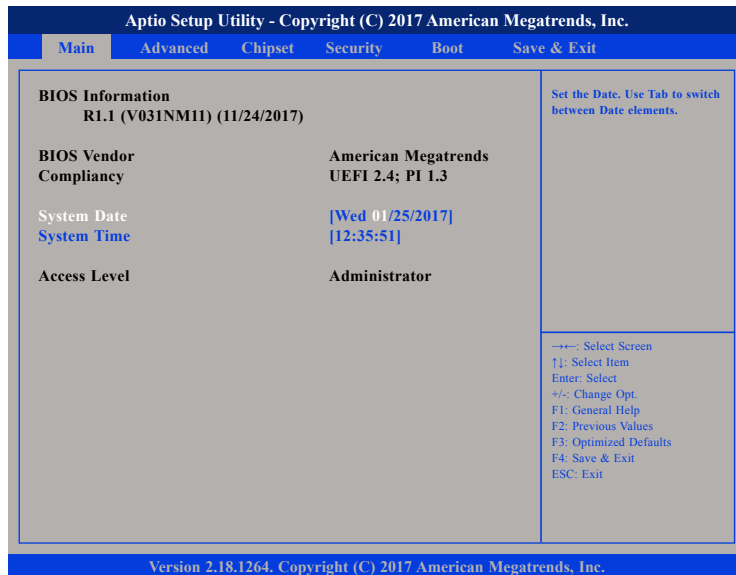 Aptio Setup Utility - Copyright (C) 2017 American Megatrends, Inc.
Main Advanced Chipset Security Boot Save & Exit
BIOS Information
R1.1 (V031NM11) (11/24/2017)
BIOS Vendor American Megatrends
Compliancy UEFI 2.4; PI 1.3
System Date [Wed 01/25/2017]
System Time [12:35:51]
Access Level Administrator
Set the Date. Use Tab to switch
between Date elements.
→←: Select Screen
↑↓: Select Item
Enter: Select
+/-: Change Opt.
F1: General Help
F2: Previous Values
F3: Optimized Defaults
F4: Save & Exit
ESC: Exit
Version 2.18.1264. Copyright (C) 2017 American Megatrends, Inc.